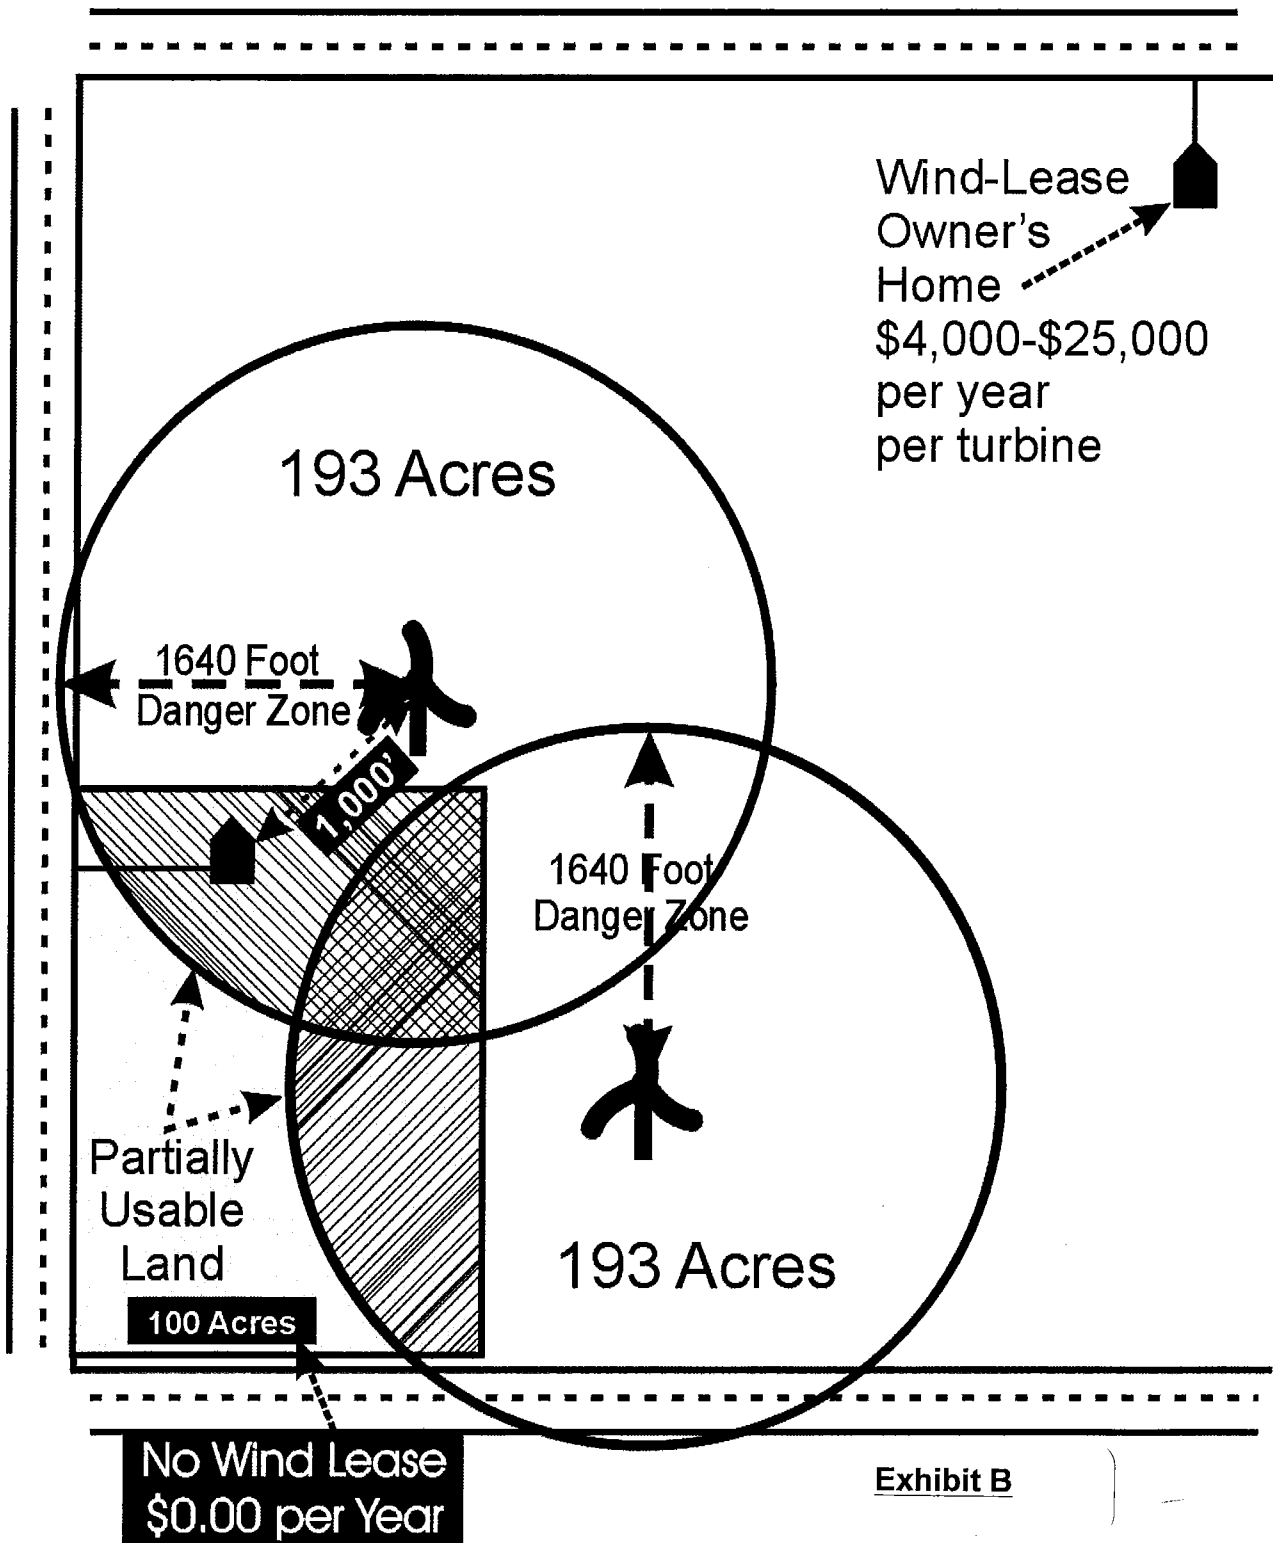 Wind-Lease
Owner's
Home
$4,000-$25,000
per year
per turbine
193 Acres
1640 Foot
Danger Zone
1,000'
1640 Foot
Danger Zone
Partially
Usable
Land
100 Acres
193 Acres
No Wind Lease
$0.00 per Year
Exhibit B